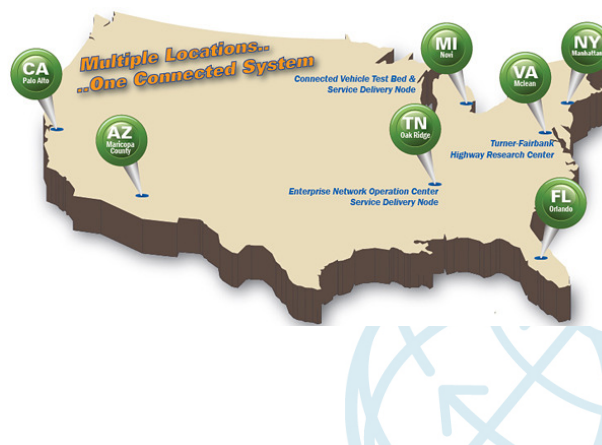 Multiple Locations..
..One Connected System
CA
Palo Alto
AZ
Maricopa
County
MI
Novi
Connected Vehicle Test Bed &
Service Delivery Node
NY
Manhattan
VA
Mclean
Turner-Fairbank
Highway Research Center
TN
Oak Ridge
Enterprise Network Operation Center
Service Delivery Node
FL
Orlando